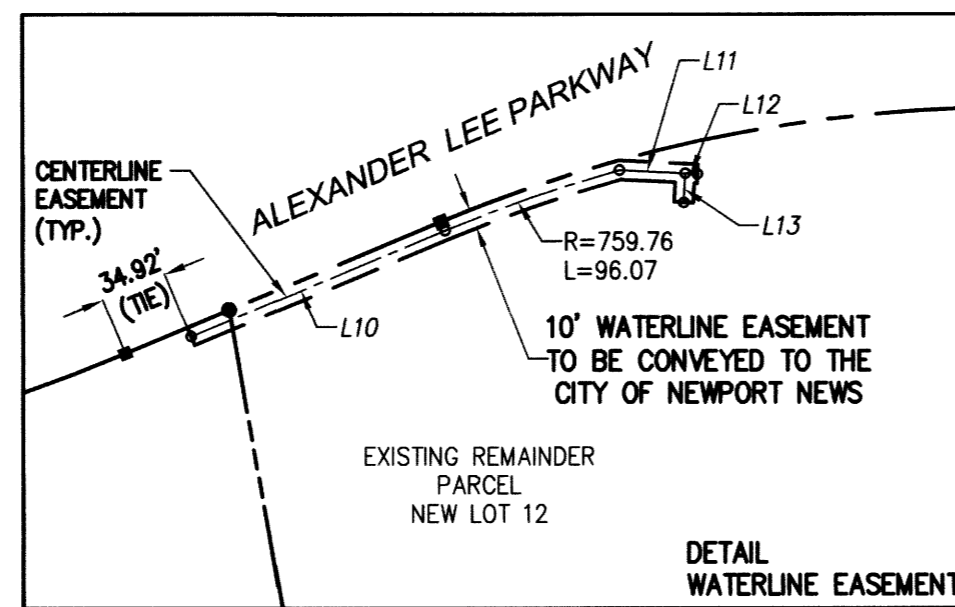 L11
L12
ALEXANDER LEE PARKWAY
CENTERLINE
EASEMENT
(TYP.)
L13
R=759.76
L=96.07
34.92'
(TIE)
L10
10' WATERLINE EASEMENT
TO BE CONVEYED TO THE
CITY OF NEWPORT NEWS
EXISTING REMAINDER
PARCEL
NEW LOT 12
DETAIL
WATERLINE EASEMENT